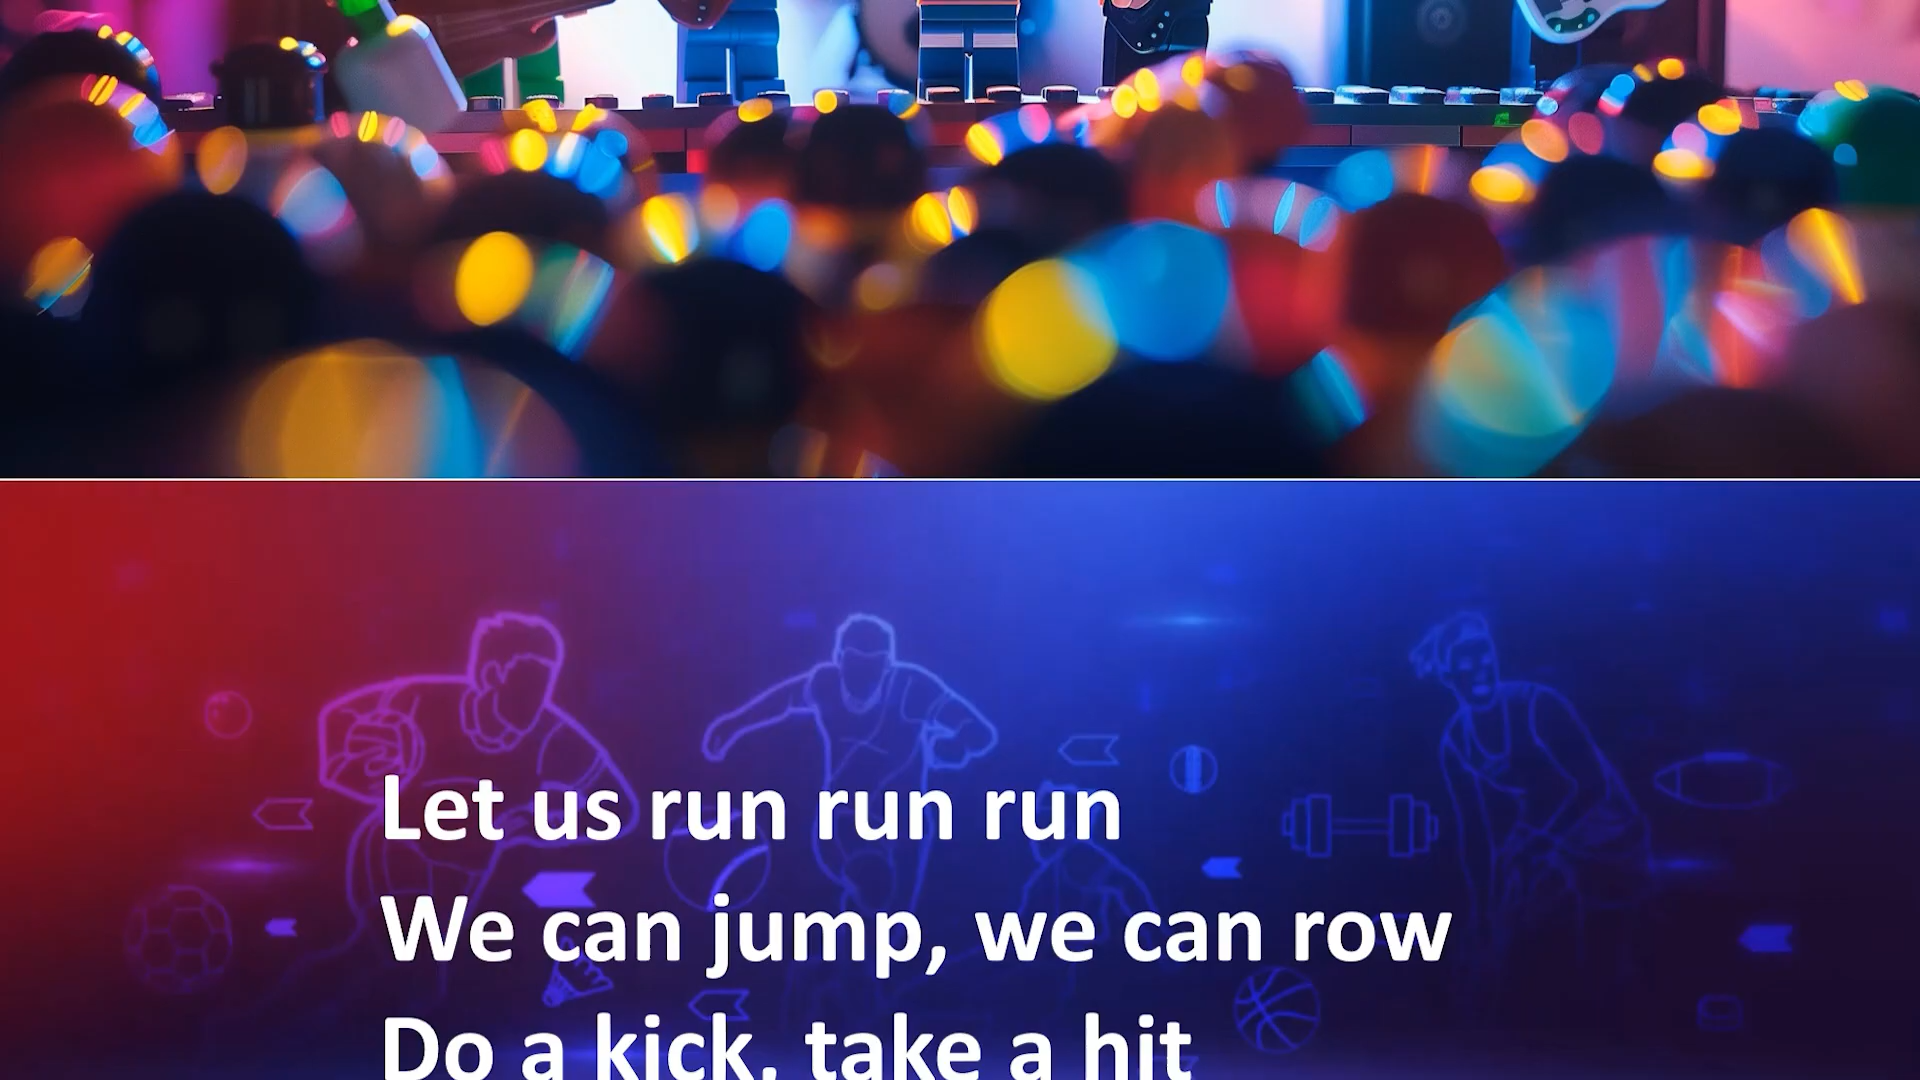 Let us run run run
We can jump, we can row
Do a kick, take a hit